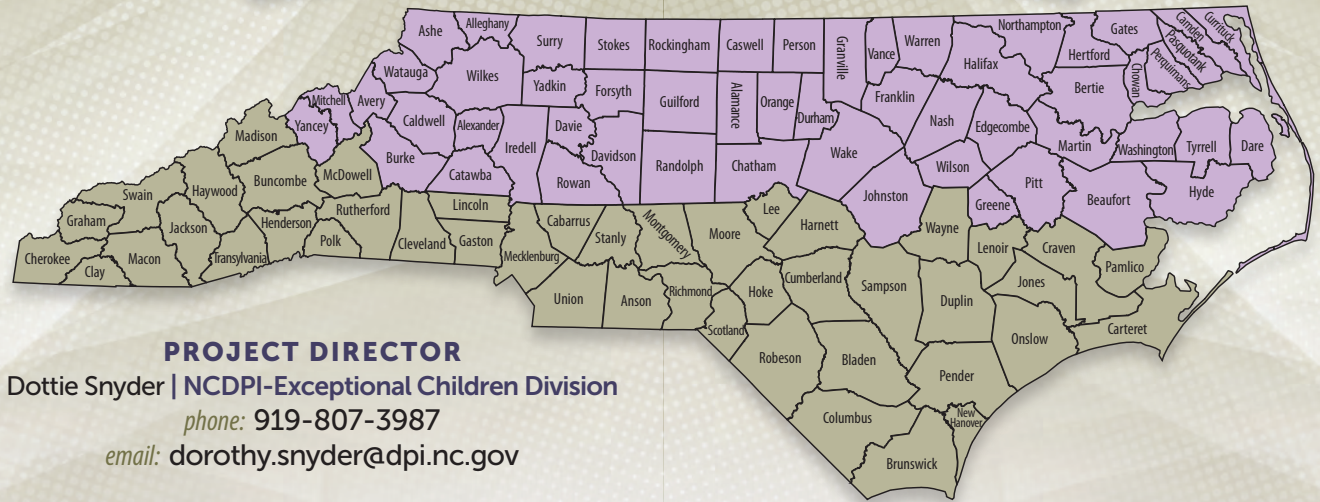 Ashe
Alleghany
Surry
Stokes
Rockingham
Caswell
Person
Granville
Vance
Warren
Northampton
Gates
Camden
Currituck
Pasquotank
Perquimans
Chowan
Hertford
Halifax
Bertie
Watauga
Wilkes
Yadkin
Forsyth
Guilford
Alamance
Orange
Durham
Franklin
Nash
Edgecombe
Martin
Washington
Tyrrell
Dare
Mitchell
Avery
Yancey
Caldwell
Alexander
Iredell
Davie
Davidson
Randolph
Chatham
Wake
Wilson
Pitt
Beaufort
Hyde
Madison
Burke
Catawba
Rowan
Johnston
Greene
McDowell
Buncombe
Haywood
Swain
Graham
Cherokee
Clay
Macon
Jackson
Transylvania
Henderson
Polk
Rutherford
Cleveland
Lincoln
Gaston
Mecklenburg
Cabarrus
Stanly
Montgomery
Moore
Lee
Harnett
Wayne
Lenoir
Craven
Pamlico
Jones
Carteret
Union
Anson
Richmond
Scotland
Hoke
Cumberland
Sampson
Duplin
Onslow
Robeson
Bladen
Pender
Columbus
New
Hanover
Brunswick
PROJECT DIRECTOR
Dottie Snyder | NCDPI-Exceptional Children Division
phone: 919-807-3987
email: dorothy.snyder@dpi.nc.gov